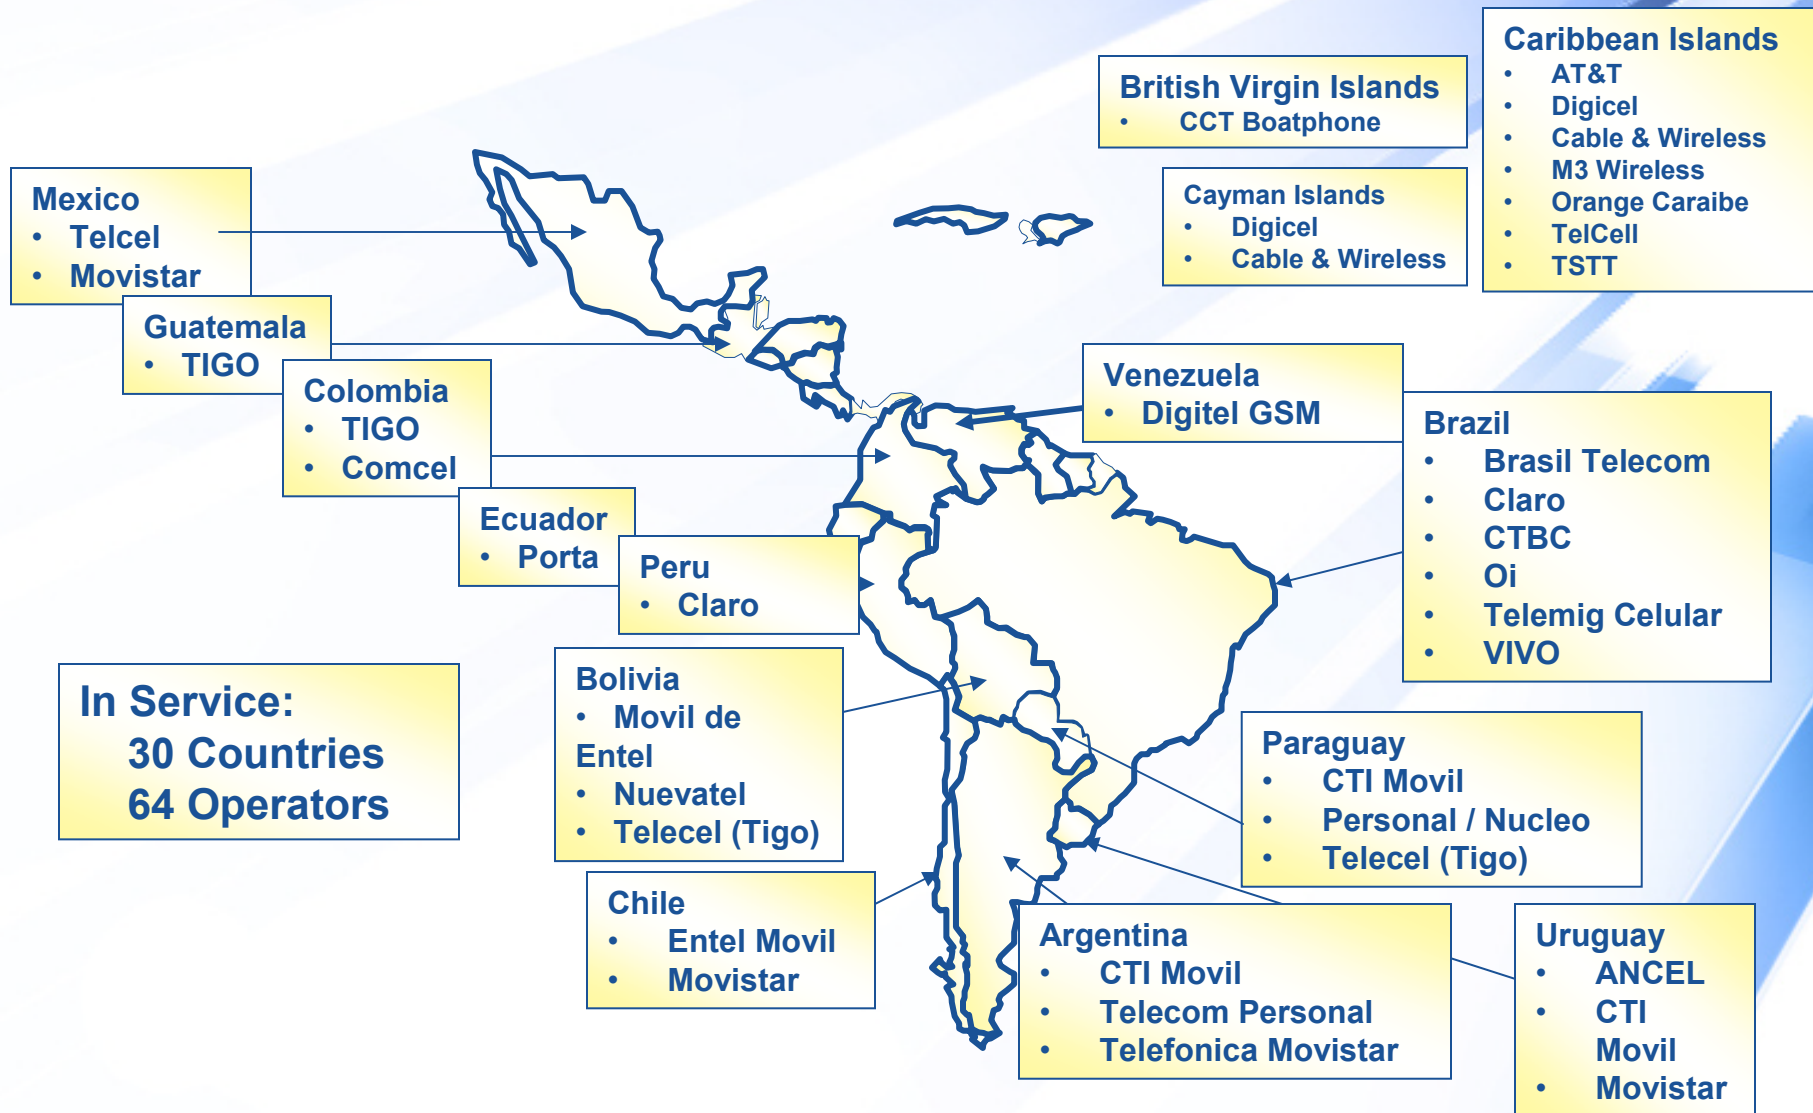 Caribbean Islands
• AT&T
• Digicel
• Cable & Wireless
• M3 Wireless
• Orange Caraibe
• TelCell
• TSTT
British Virgin Islands
• CCT Boatphone
Cayman Islands
• Digicel
• Cable & Wireless
Mexico
• Telcel
• Movistar
Guatemala
• TIGO
Colombia
• TIGO
• Comcel
Ecuador
• Porta
Peru
• Claro
Venezuela
• Digitel GSM
Brazil
• Brasil Telecom
• Claro
• CTBC
• Oi
• Telemig Celular
• VIVO
In Service:
30 Countries
64 Operators
Bolivia
• Movil de
Entel
• Nuevatel
• Telecel (Tigo)
Paraguay
• CTI Movil
• Personal / Nucleo
• Telecel (Tigo)
Chile
• Entel Movil
• Movistar
Argentina
• CTI Movil
• Telecom Personal
• Telefonica Movistar
Uruguay
• ANCEL
• CTI
Movil
• Movistar